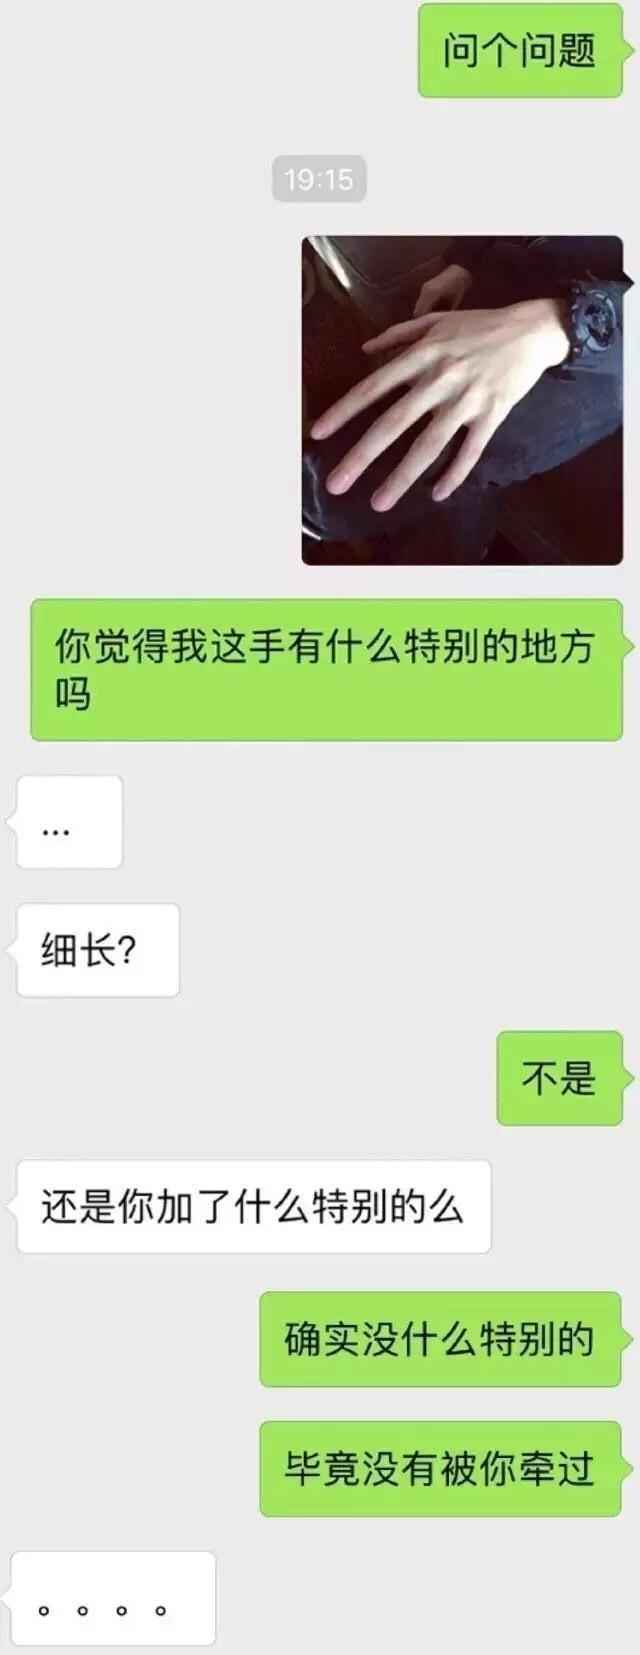 问个问题
19:15
你觉得我这手有什么特别的地方
吗
...
细长?
不是
还是你加了什么特别的么
确实没什么特别的
毕竟没有被你牵过
。。。。